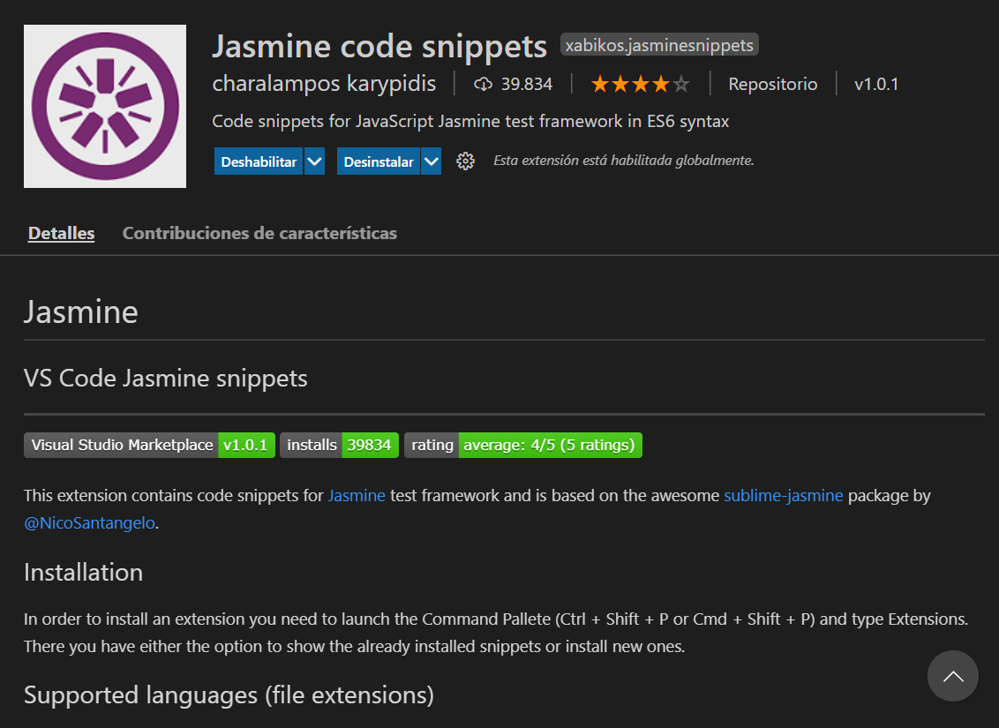 Jasmine code snippets xabikos.jasminesnippets
charalampos karypidis 39.834 Repositorio v1.0.1
Code snippets for JavaScript Jasmine test framework in ES6 syntax
Deshabilitar Desinstalar Esta extensión está habilitada globalmente.
Detalles Contribuciones de características
Jasmine
VS Code Jasmine snippets
Visual Studio Marketplace v1.0.1 installs 39834 rating average: 4/5 (5 ratings)
This extension contains code snippets for Jasmine test framework and is based on the awesome sublime-jasmine package by
@NicoSantangelo.
Installation
In order to install an extension you need to launch the Command Pallete (Ctrl + Shift + P or Cmd + Shift + P) and type Extensions.
There you have either the option to show the already installed snippets or install new ones.
Supported languages (file extensions)